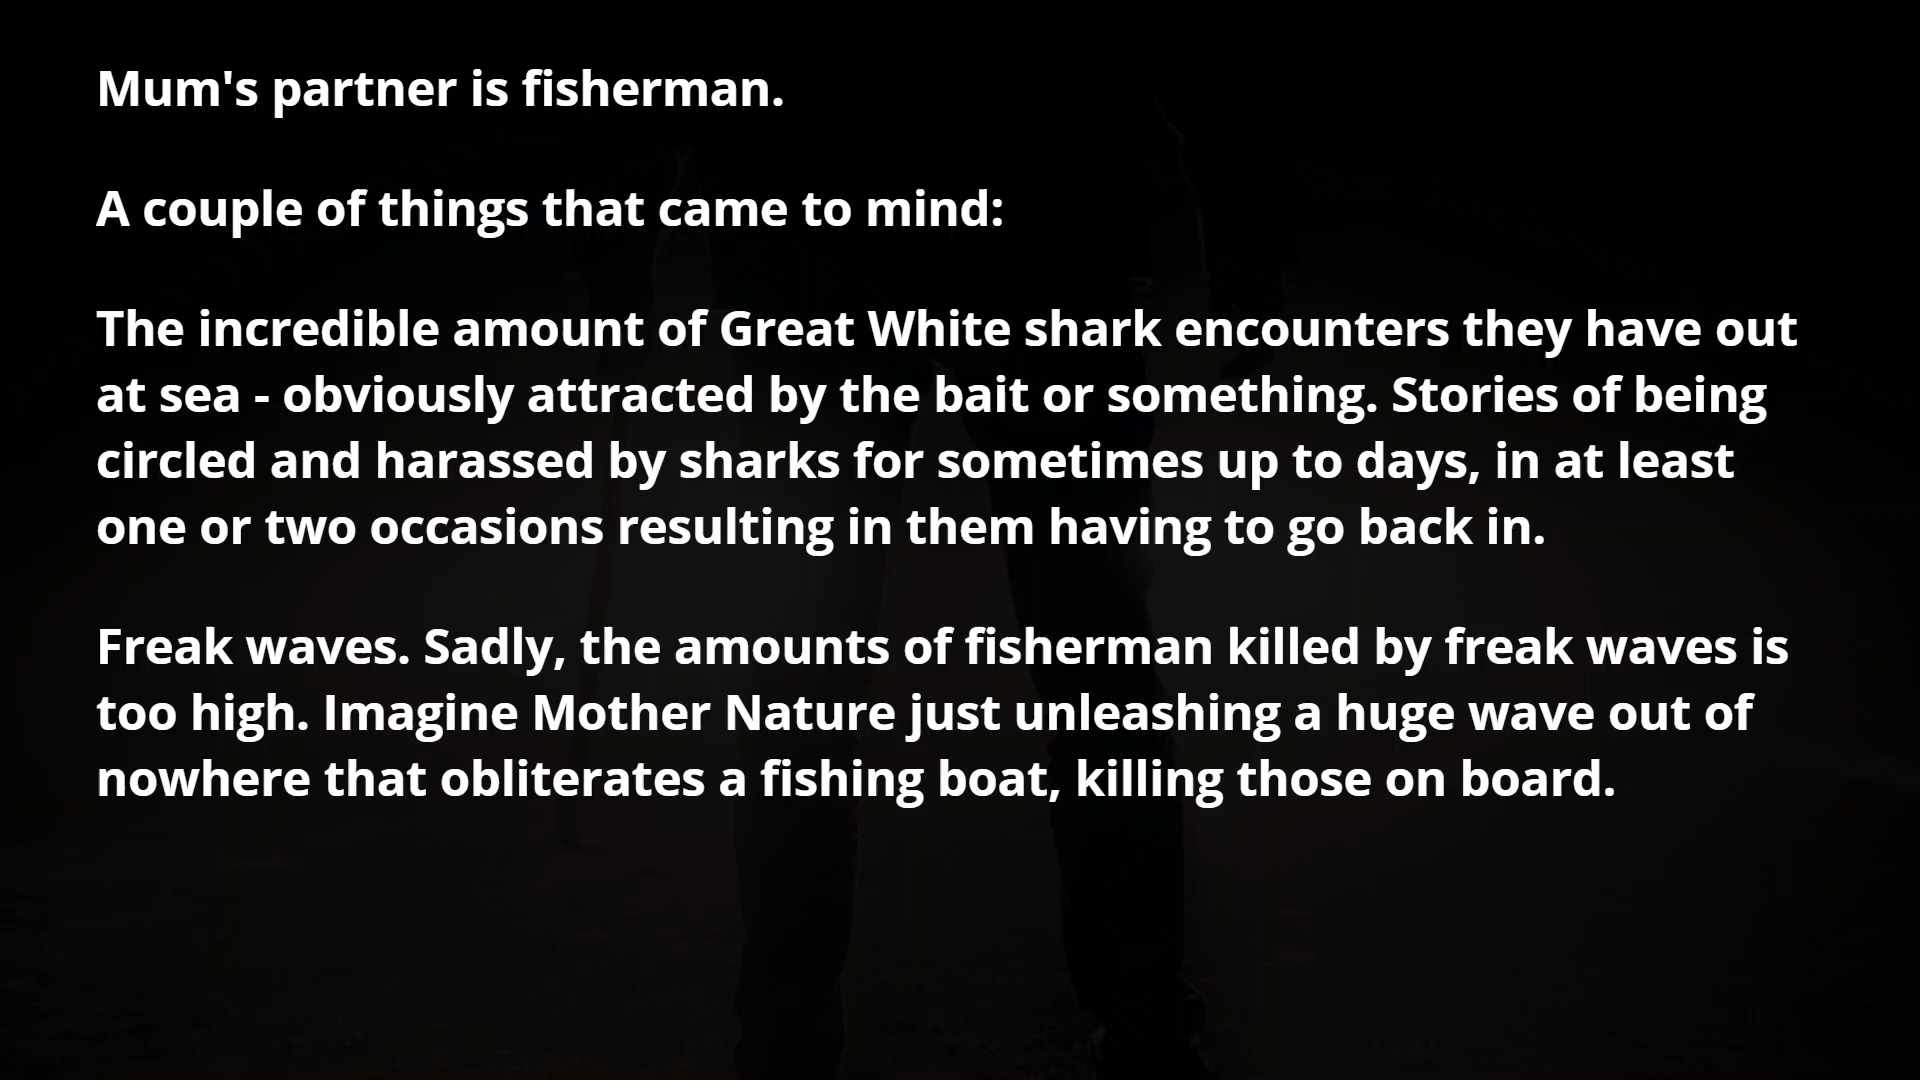 Mum's partner is fisherman.
A couple of things that came to mind:
The incredible amount of Great White shark encounters they have out
at sea - obviously attracted by the bait or something. Stories of being
circled and harassed by sharks for sometimes up to days, in at least
one or two occasions resulting in them having to go back in.
Freak waves. Sadly, the amounts of fisherman killed by freak waves is
too high. Imagine Mother Nature just unleashing a huge wave out of
nowhere that obliterates a fishing boat, killing those on board.